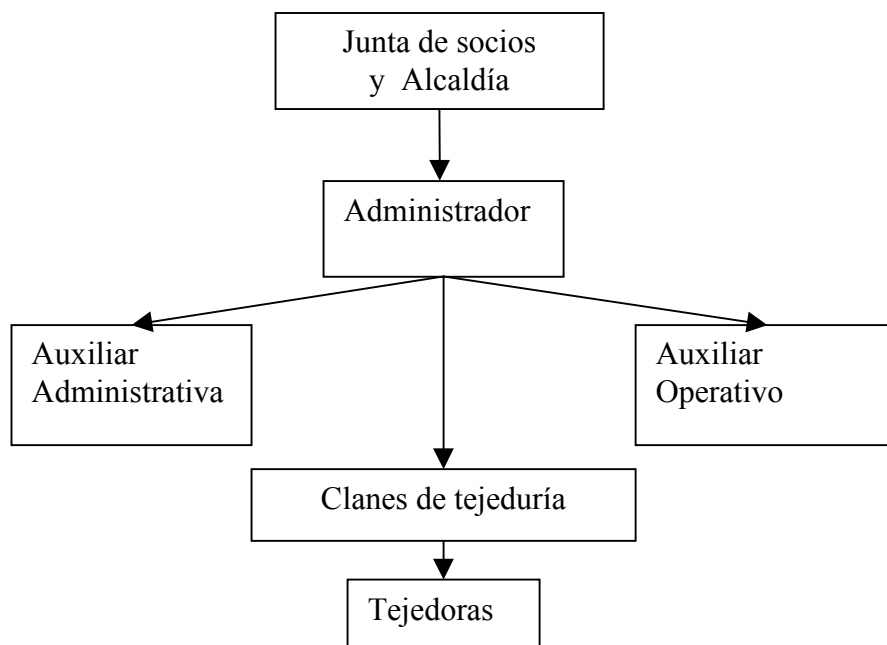 Junta de socios
y Alcaldía
Administrador
Auxiliar
Administrativa
Auxiliar
Operativo
Clanes de tejeduría
Tejedoras